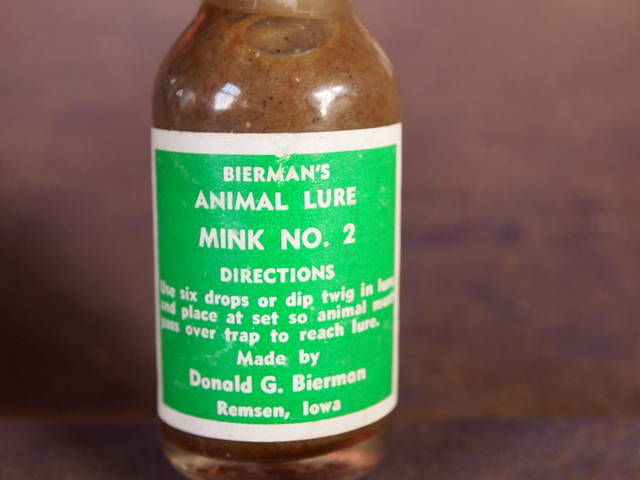 BIERMAN'S
ANIMAL LURE
MINK NO. 2
DIRECTIONS
Use six drops or dip twig in lure
and place at set so animal must
pass over trap to reach lure.
Made by
Donald G. Bierman
Remsen, Iowa